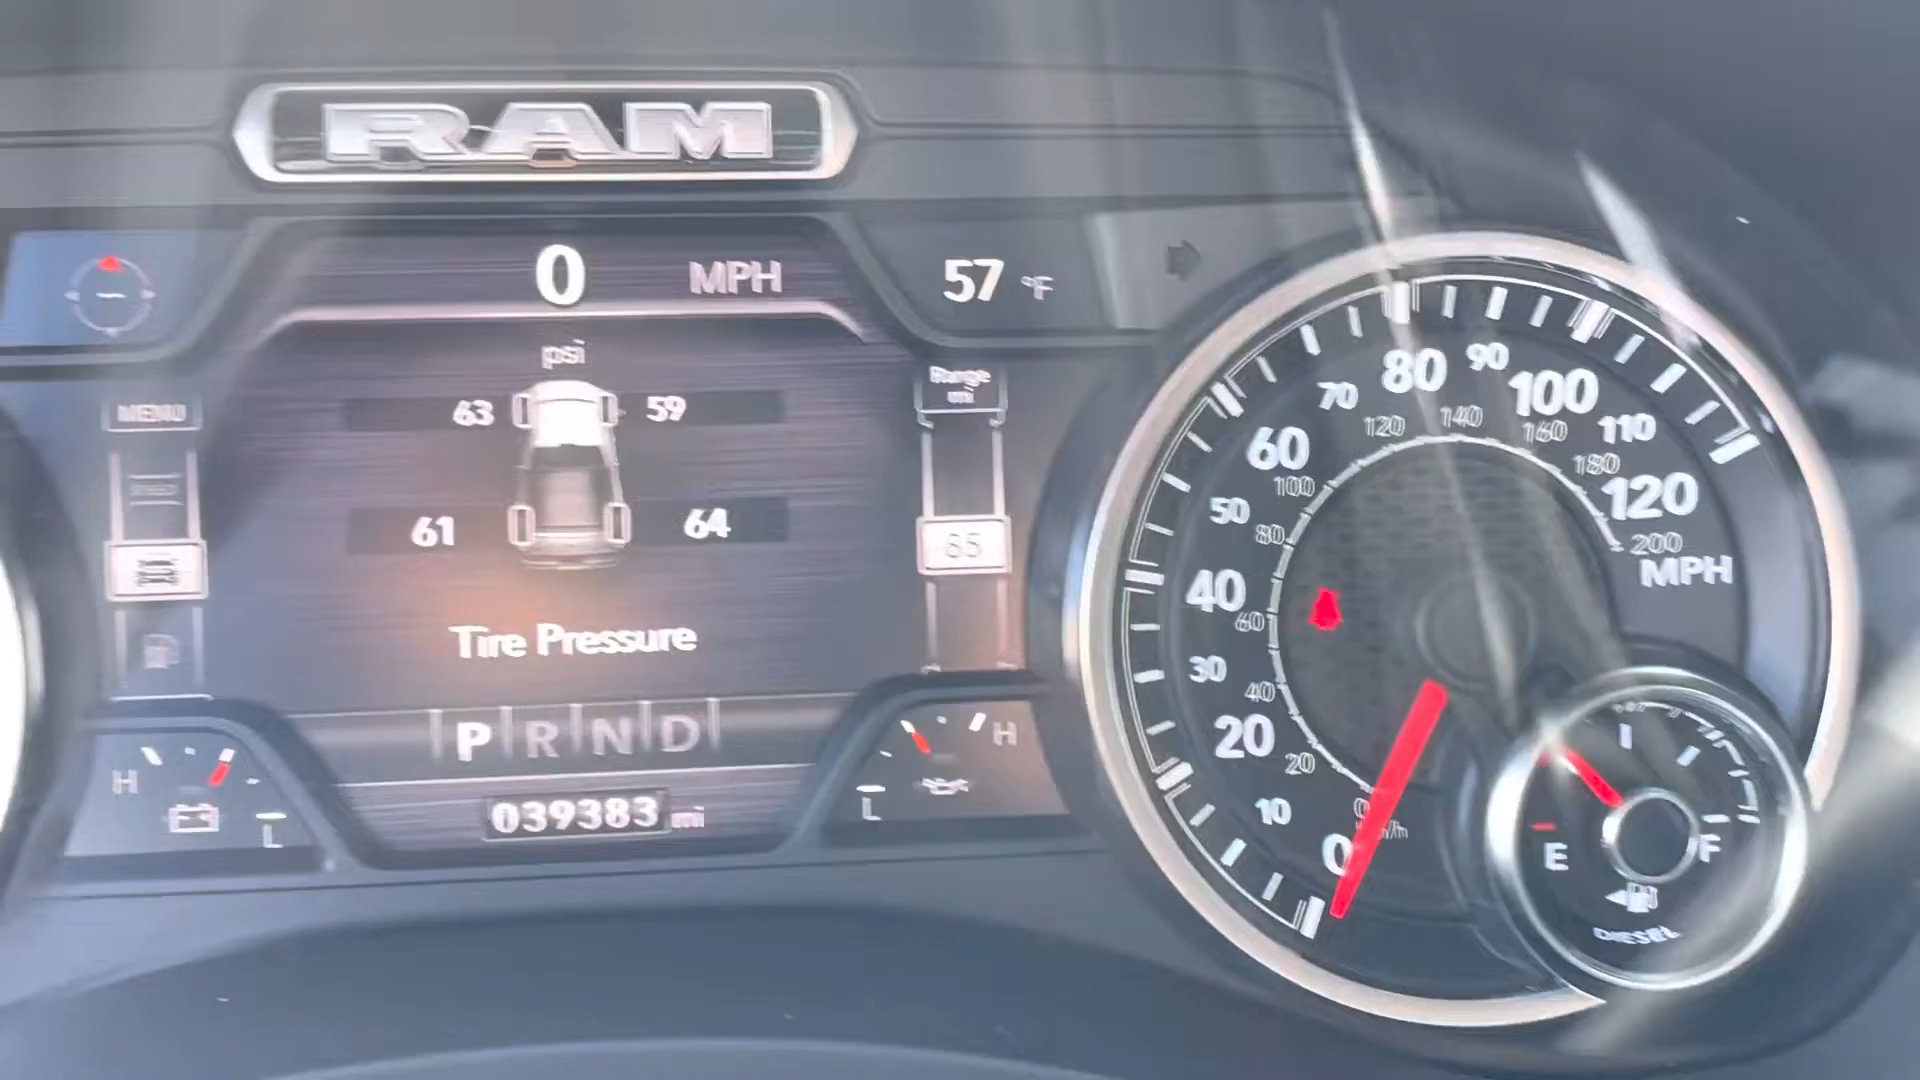 RAM
0 MPH
57 °F
psi
MENU
Range
mi
63
59
61
64
Tire Pressure
P R N D
H
L
H
L
039383 mi
0
10
20
30
40
50
60
70
80
90
100
110
120
MPH
0
20
40
60
80
100
120
140
160
180
200
E
F
DIESEL